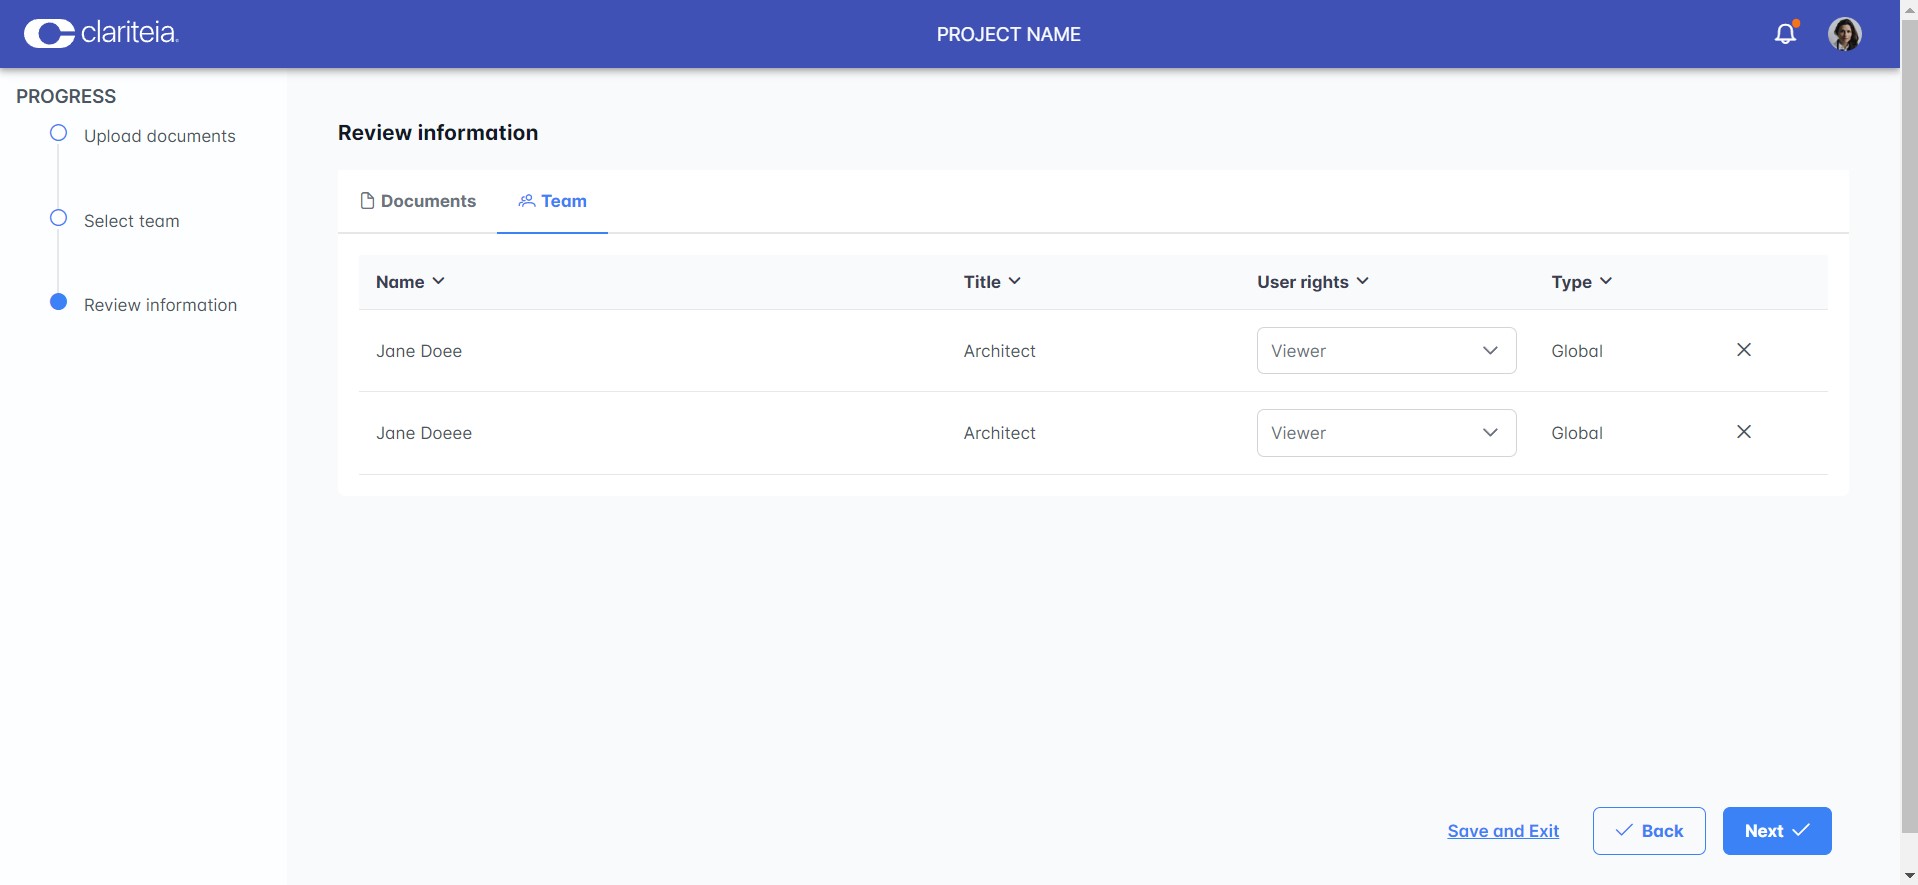 clariteia.
PROJECT NAME
PROGRESS
Upload documents
Select team
Review information
Review information
Documents
Team
Name
Title
User rights
Type
Jane Doee
Architect
Viewer
Global
Jane Doeee
Architect
Viewer
Global
Save and Exit
Back
Next